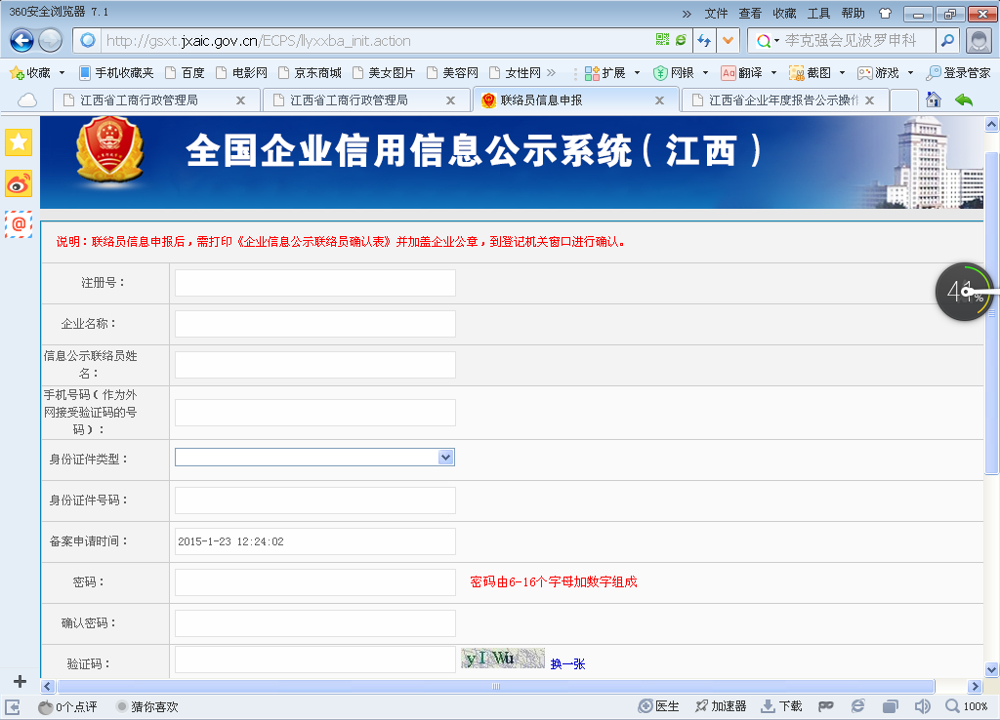 360安全浏览器 7.1
» 文件 查看 收藏 工具 帮助
http://gsxt.jxaic.gov.cn/ECPS/llyxxba_init.action
李克强会见波罗申科
收藏 手机收藏夹 百度 电影网 京东商城 美女图片 美容网 女性网 » 扩展 网银 Aa 翻译 截图 游戏 登录管家
江西省工商行政管理局 江西省工商行政管理局 联络员信息申报 江西省企业年度报告公示操作
全国企业信用信息公示系统(江西)
@
说明:联络员信息申报后,需打印《企业信息公示联络员确认表》并加盖企业公章,到登记机关窗口进行确认。
注册号:
41%
企业名称:
信息公示联络员姓
名:
手机号码(作为外
网接受验证码的号
码):
身份证件类型:
身份证件号码:
备案申请时间: 2015-1-23 12:24:02
密码: 密码由6-16个字母加数字组成
确认密码:
验证码: yIWu 换一张
0个点评 猜你喜欢 医生 加速器 下载 100%